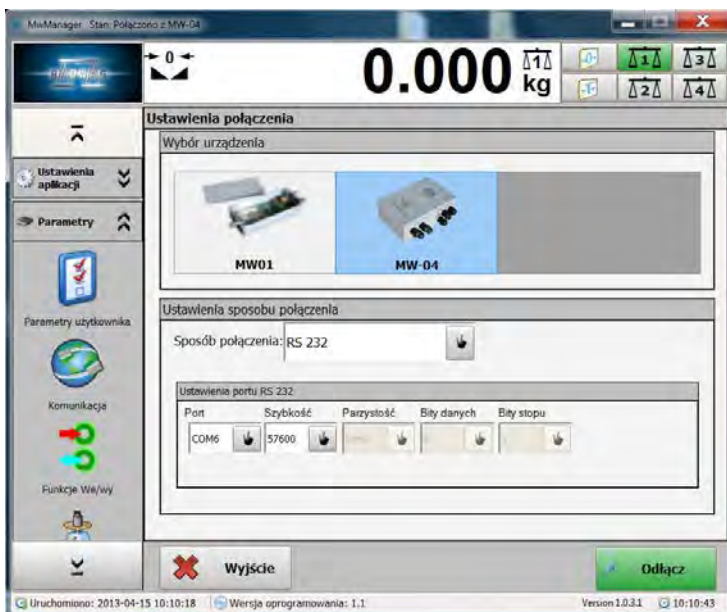 MwManager Stan: Połączono z MW-04
0
0.000 kg
1
0
1
3
T
2
4
Ustawienia połączenia
Wybór urządzenia
Ustawienia aplikacji
Parametry
MW01
MW-04
Parametry użytkownika
Ustawienia sposobu połączenia
Sposób połączenia: RS 232
Komunikacja
Ustawienia portu RS 232
Port Szybkość Parzystość Bity danych Bity stopu
COM6 57600
Funkcje We/wy
Wyjście
Odłącz
Uruchomiono: 2013-04-15 10:10:18 Wersja oprogramowania: 1.1 Version 1.0.3.1 10:10:43